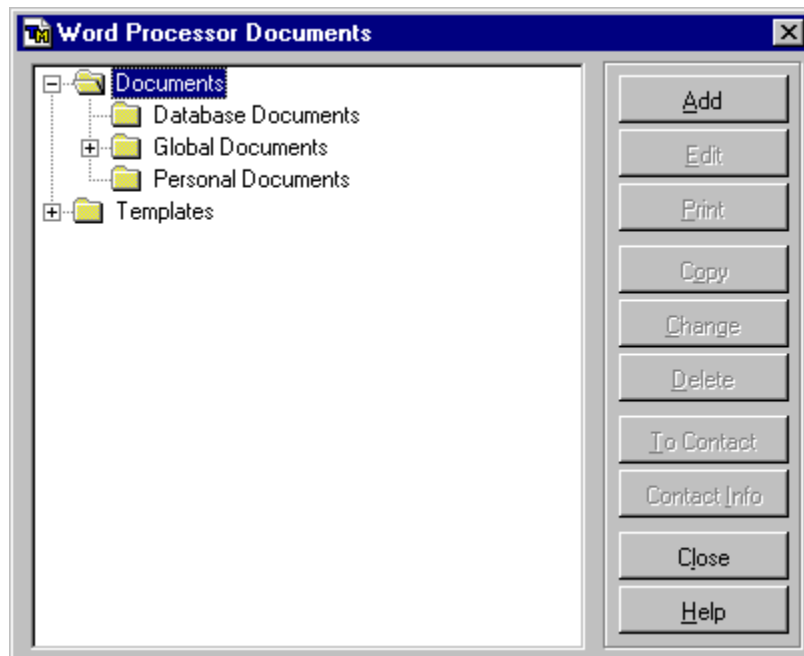 Word Processor Documents
Documents
Database Documents
Global Documents
Personal Documents
Templates
Add
Edit
Print
Copy
Change
Delete
To Contact
Contact Info
Close
Help